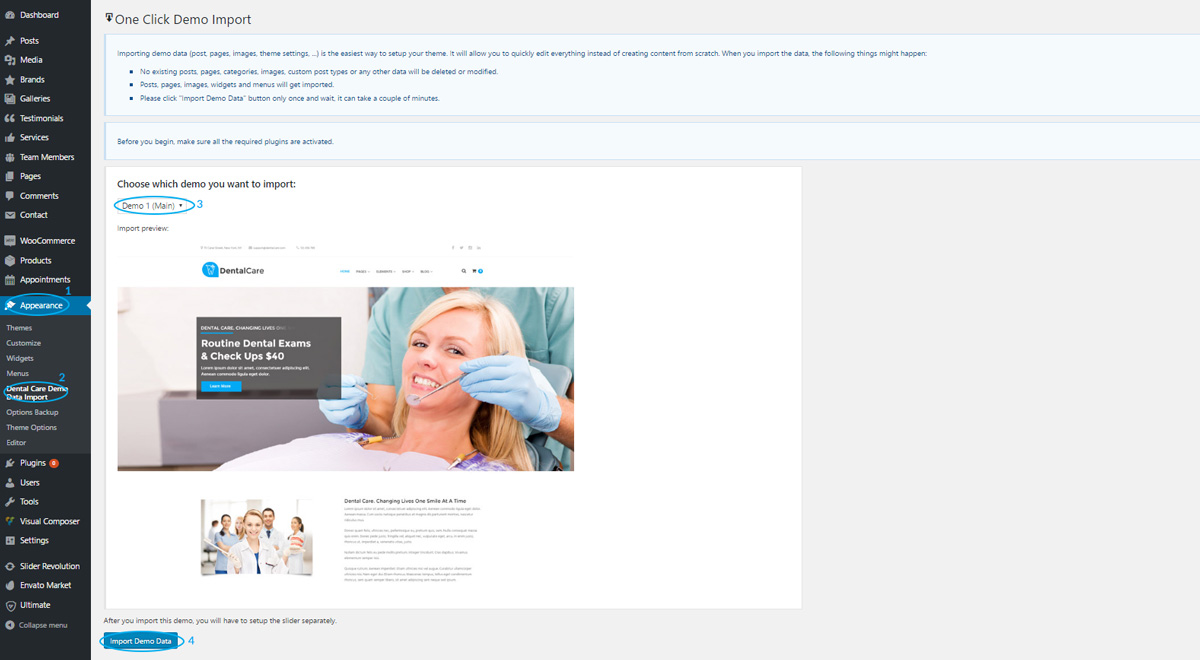 Dashboard
Posts
Media
Brands
Galleries
Testimonials
Services
Team Members
Pages
Comments
Contact
WooCommerce
Products
Appointments
1
Appearance
Themes
Customize
Widgets
Menus
2
Dental Care Demo
Data Import
Options Backup
Theme Options
Editor
Plugins 6
Users
Tools
Visual Composer
Settings
Slider Revolution
Envato Market
Ultimate
Collapse menu
One Click Demo Import
Importing demo data (post, pages, images, theme settings, ...) is the easiest way to setup your theme. It will allow you to quickly edit everything instead of creating content from scratch. When you import the data, the following things might happen:
No existing posts, pages, categories, images, custom post types or any other data will be deleted or modified.
Posts, pages, images, widgets and menus will get imported.
Please click "Import Demo Data" button only once and wait, it can take a couple of minutes.
Before you begin, make sure all the required plugins are activated.
Choose which demo you want to import:
Demo 1 (Main) 3
Import preview:
DentalCare
HOME PAGES ELEMENTS SHOP BLOG
DENTAL CARE, CHANGING LIVES
Routine Dental Exams
& Check Ups $40
Lorem ipsum dolor sit amet, consectetuer adipiscing elit.
Aenean commodo ligula eget dolor.
Learn More
Dental Care. Changing Lives One Smile At A Time
After you import this demo, you will have to setup the slider separately.
Import Demo Data 4